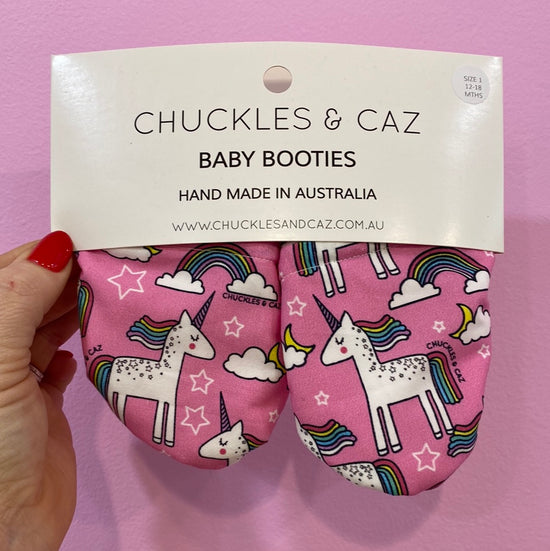 SIZE 1
12-18
MTHS
CHUCKLES & CAZ
BABY BOOTIES
HAND MADE IN AUSTRALIA
WWW.CHUCKLESANDCAZ.COM.AU
CHUCKLES & CAZ
CHUCKLES & CAZ
& CAZ